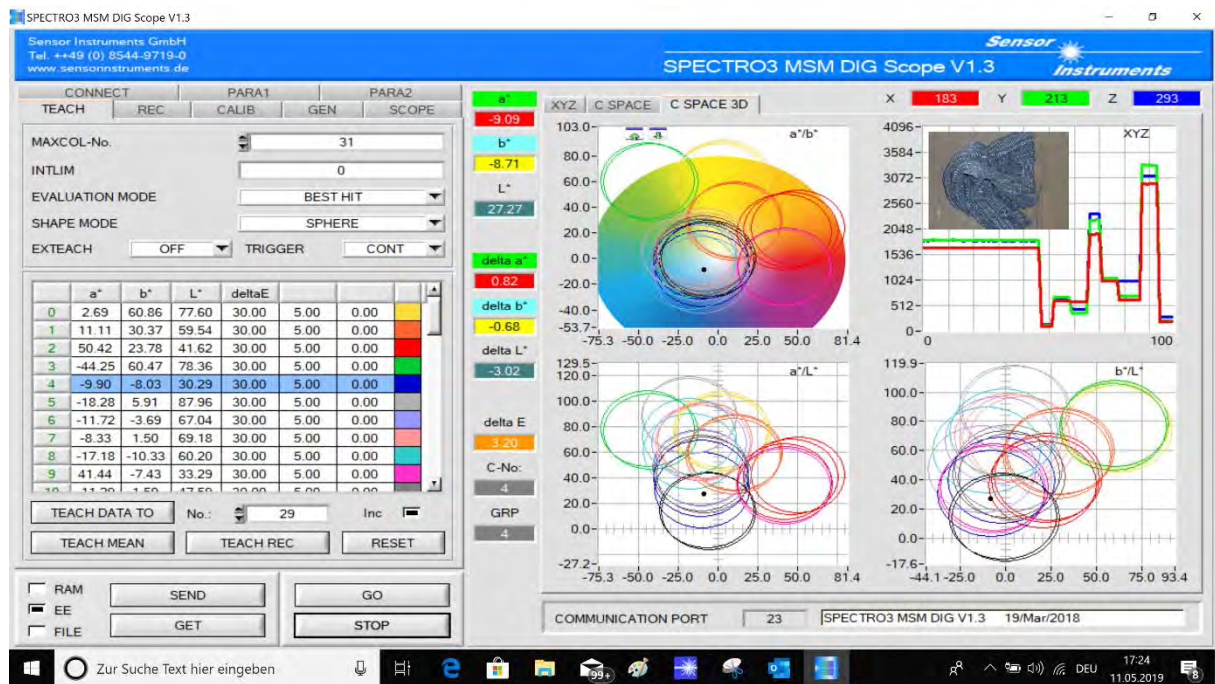 SPECTRO3 MSM DIG Scope V1.3
Sensor Instruments GmbH
Tel. ++49 (0) 8544-9719-0
www.sensorinstruments.de
Sensor
Instruments
SPECTRO3 MSM DIG Scope V1.3
CONNECT PARA1 PARA2
TEACH REC CALIB GEN SCOPE
MAXCOL-No. 31
INTLIM 0
EVALUATION MODE BEST HIT
SHAPE MODE SPHERE
EXTEACH OFF TRIGGER CONT
a* b* L* deltaE
0 2.69 60.86 77.60 30.00 5.00 0.00
1 11.11 30.37 59.54 30.00 5.00 0.00
2 50.42 23.78 41.62 30.00 5.00 0.00
3 -44.25 60.47 78.36 30.00 5.00 0.00
4 -9.90 -8.03 30.29 30.00 5.00 0.00
5 -18.28 5.91 87.96 30.00 5.00 0.00
6 -11.72 -3.69 67.04 30.00 5.00 0.00
7 -8.33 1.50 69.18 30.00 5.00 0.00
8 -17.18 -10.33 60.20 30.00 5.00 0.00
9 41.44 -7.43 33.29 30.00 5.00 0.00
TEACH DATA TO No.: 29 Inc
TEACH MEAN TEACH REC RESET
RAM
EE
FILE
SEND GO
GET STOP
a*
-9.09
b*
-8.71
L*
27.27
delta a*
0.82
delta b*
-0.68
delta L*
-3.02
delta E
3.20
C-No:
4
GRP
4
XYZ C SPACE C SPACE 3D
X 183 Y 213 Z 293
a*/b*
103.0
80.0
60.0
40.0
20.0
0.0
-20.0
-40.0
-53.7
-75.3 -50.0 -25.0 0.0 25.0 50.0 81.4
XYZ
4096
3584
3072
2560
2048
1536
1024
512
0
0 100
a*/L*
129.5
120.0
100.0
80.0
60.0
40.0
20.0
0.0
-27.2
-75.3 -50.0 -25.0 0.0 25.0 50.0 81.4
b*/L*
119.9
100.0
80.0
60.0
40.0
20.0
0.0
-17.6
-44.1 -25.0 0.0 25.0 50.0 75.0 93.4
COMMUNICATION PORT 23 SPECTRO3 MSM DIG V1.3 19/Mar/2018
Zur Suche Text hier eingeben
99+
DEU
17:24
11.05.2019
8